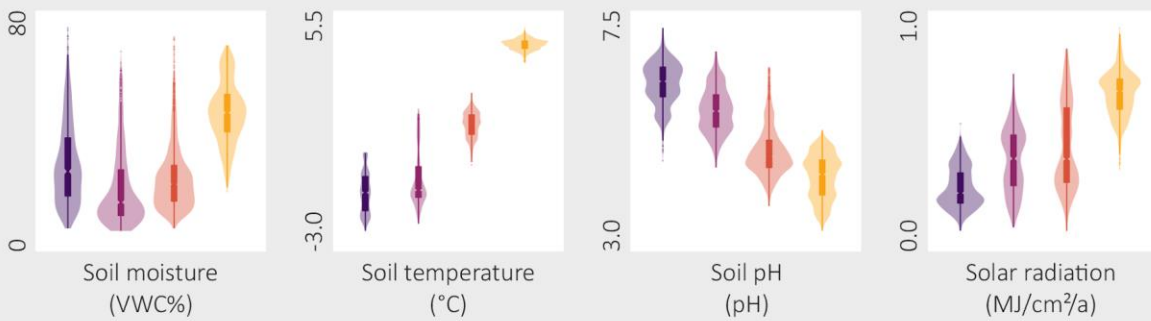 80
0
Soil moisture
(VWC%)
5.5
-3.0
Soil temperature
(°C)
7.5
3.0
Soil pH
(pH)
1.0
0.0
Solar radiation
(MJ/cm²/a)